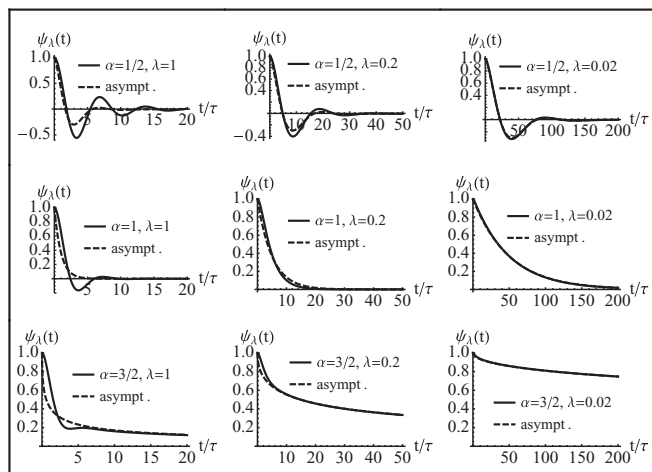 ψλ(t) ψλ(t) ψλ(t)
1.0 1.0 1.0
α=1/2, λ=1 0.8 α=1/2, λ=0.2 0.8 α=1/2, λ=0.02
0.5 asympt . 0.6 asympt . 0.6 asympt .
0.4 0.4
t/τ t/τ t/τ
5 10 15 20 10 20 30 40 50 50 100 150 200
−0.5 −0.4
ψλ(t) ψλ(t) ψλ(t)
1.0 1.0 1.0
0.8 α=1, λ=1 0.8 α=1, λ=0.2 0.8 α=1, λ=0.02
0.6 asympt . 0.6 asympt . 0.6 asympt .
0.4 0.4 0.4
0.2 0.2 0.2
t/τ t/τ t/τ
5 10 15 20 10 20 30 40 50 50 100 150 200
ψλ(t) ψλ(t) ψλ(t)
1.0 1.0 1.0
0.8 α=3/2, λ=1 0.8 α=3/2, λ=0.2 0.8
0.6 asympt . 0.6 asympt . 0.6
0.4 0.4 0.4 α=3/2, λ=0.02
0.2 0.2 0.2 asympt .
t/τ t/τ t/τ
0 5 10 15 20 0 10 20 30 40 50 0 50 100 150 200